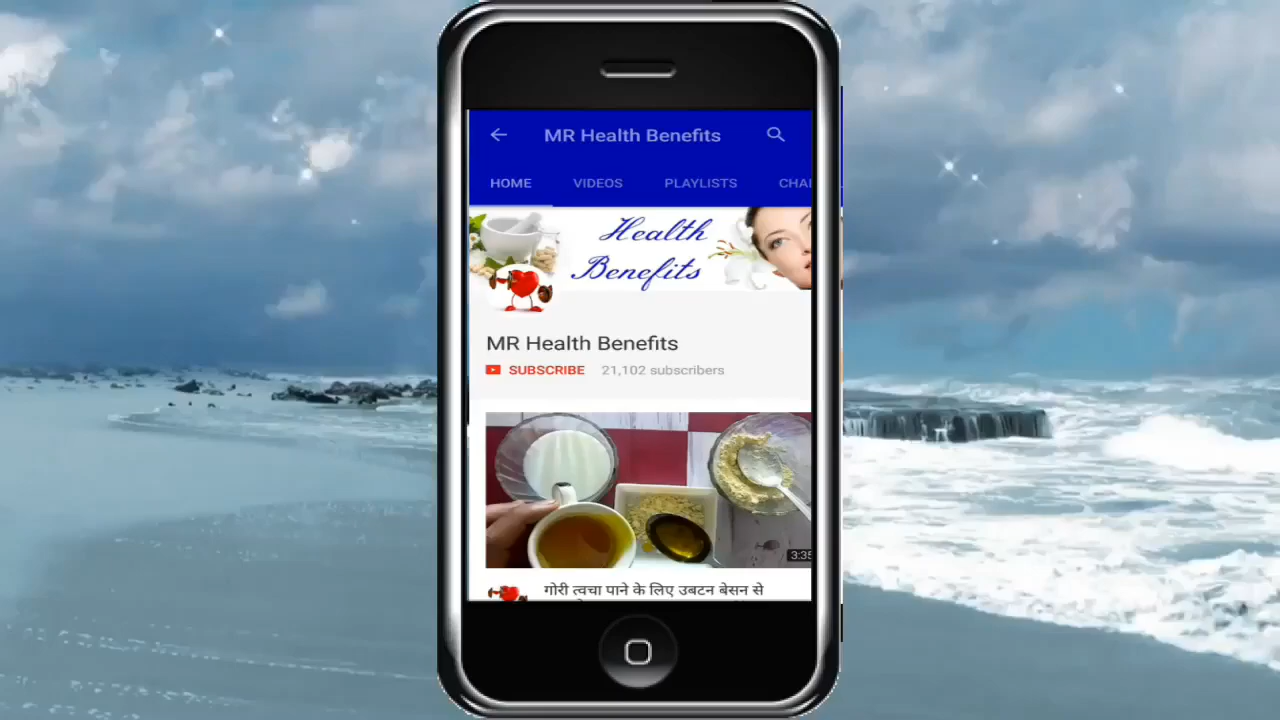 MR Health Benefits
HOME VIDEOS PLAYLISTS CHA
Health
Benefits
MR Health Benefits
SUBSCRIBE 21,102 subscribers
3:35
गोरी त्वचा पाने के लिए उबटन बेसन से